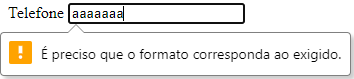 Telefone aaaaaaa
! É preciso que o formato corresponda ao exigido.